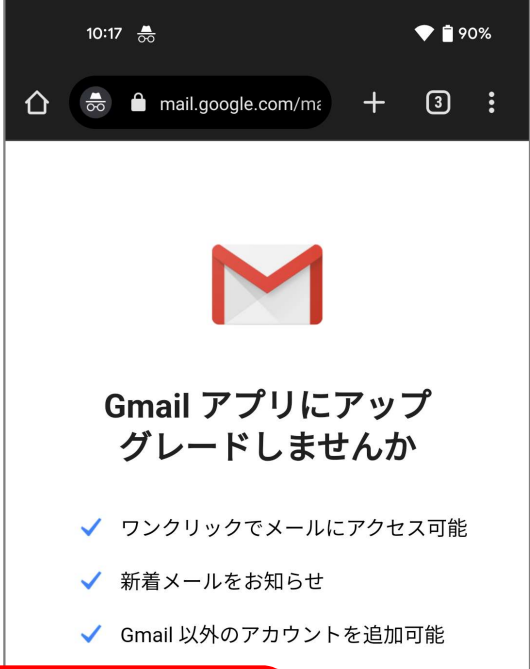 10:17
90%
mail.google.com/ma
3
Gmail アプリにアップ
グレードしませんか
ワンクリックでメールにアクセス可能
新着メールをお知らせ
Gmail 以外のアカウントを追加可能